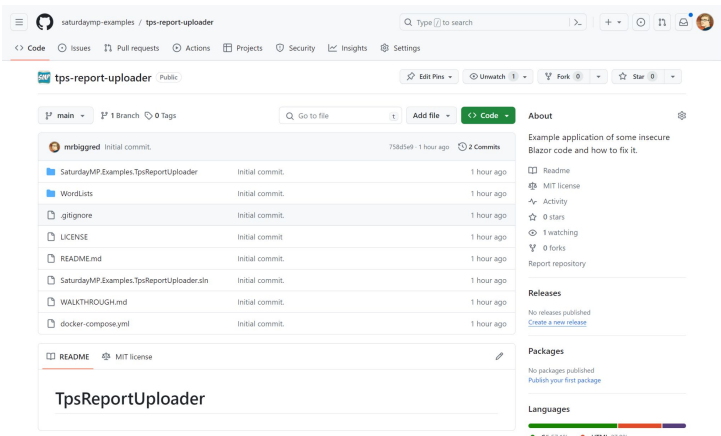 saturdaymp-examples / tps-report-uploader
Type / to search
Code Issues Pull requests Actions Projects Security Insights Settings
SMP tps-report-uploader Public
Edit Pins Unwatch 1 Fork 0 Star 0
main 1 Branch 0 Tags Go to file t Add file Code
mrbiggred Initial commit. 758d5e9 · 1 hour ago 2 Commits
SaturdayMP.Examples.TpsReportUploader Initial commit. 1 hour ago
WordLists Initial commit. 1 hour ago
.gitignore Initial commit. 1 hour ago
LICENSE Initial commit 1 hour ago
README.md Initial commit. 1 hour ago
SaturdayMP.Examples.TpsReportUploader.sln Initial commit. 1 hour ago
WALKTHROUGH.md Initial commit. 1 hour ago
docker-compose.yml Initial commit. 1 hour ago
README MIT license
TpsReportUploader
About
Example application of some insecure
Blazor code and how to fix it.
Readme
MIT license
Activity
0 stars
1 watching
0 forks
Report repository
Releases
No releases published
Create a new release
Packages
No packages published
Publish your first package
Languages